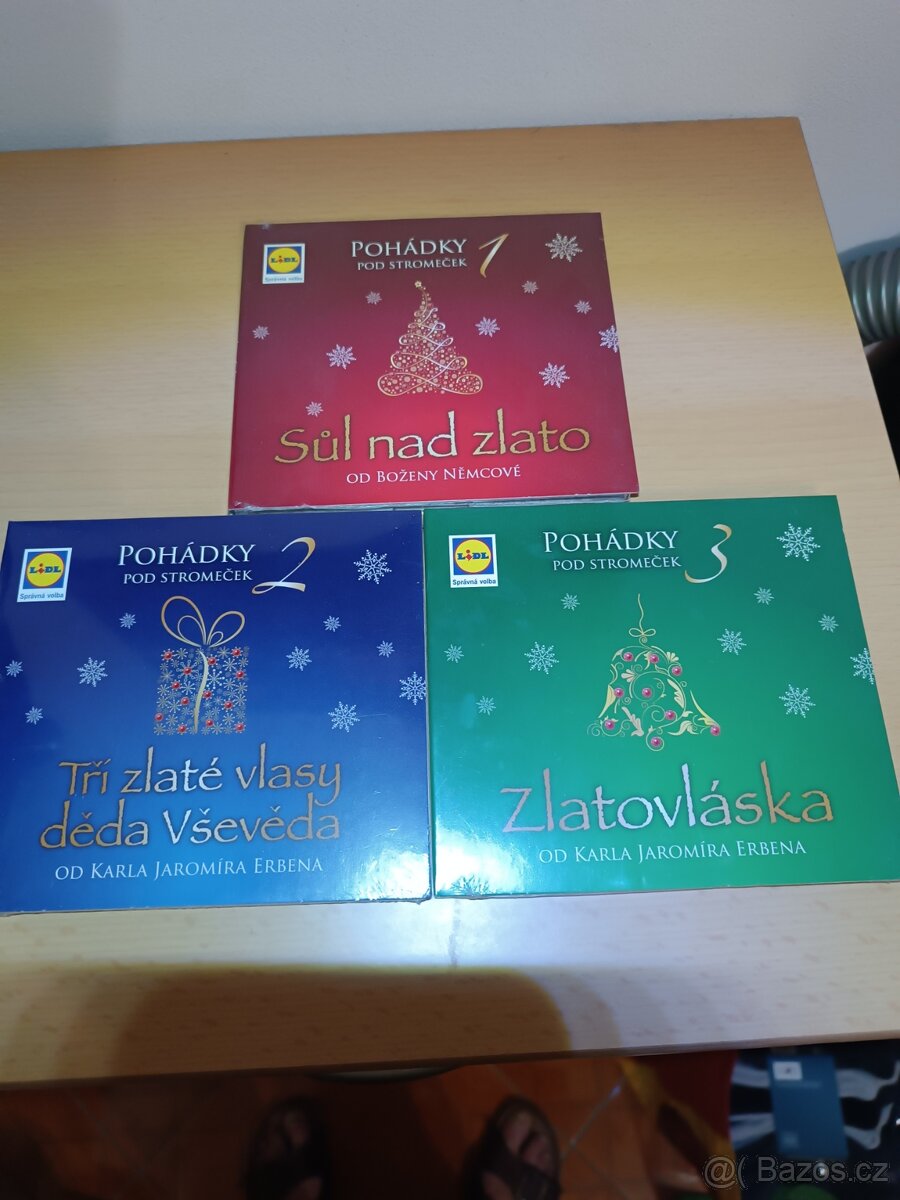 LIDL
Správná volba
POHÁDKY 1
POD STROMEČEK
Sůl nad zlato
OD BOŽENY NĚMCOVÉ
LIDL
Správná volba
POHÁDKY 2
POD STROMEČEK
Tři zlaté vlasy
děda Vševěda
OD KARLA JAROMÍRA ERBENA
LIDL
Správná volba
POHÁDKY 3
POD STROMEČEK
Zlatovláska
OD KARLA JAROMÍRA ERBENA
@( Bazos.cz